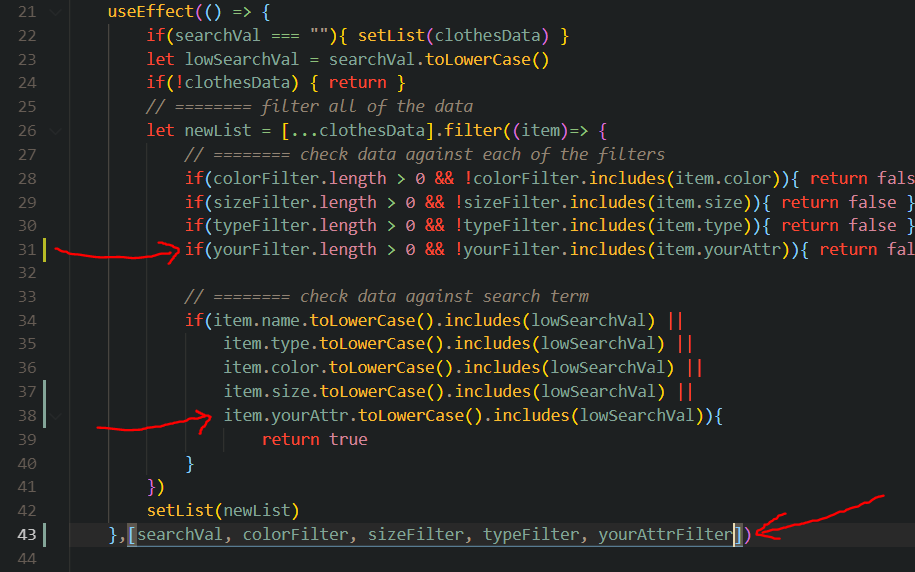 21 useEffect(() => {
22 if(searchVal === ""){ setList(clothesData) }
23 let lowSearchVal = searchVal.toLowerCase()
24 if(!clothesData) { return }
25 // ======== filter all of the data
26 let newList = [...clothesData].filter((item)=> {
27 // ======== check data against each of the filters
28 if(colorFilter.length > 0 && !colorFilter.includes(item.color)){ return fals
29 if(sizeFilter.length > 0 && !sizeFilter.includes(item.size)){ return false }
30 if(typeFilter.length > 0 && !typeFilter.includes(item.type)){ return false }
31 if(yourFilter.length > 0 && !yourFilter.includes(item.yourAttr)){ return fal
32
33 // ======== check data against search term
34 if(item.name.toLowerCase().includes(lowSearchVal) ||
35 item.type.toLowerCase().includes(lowSearchVal) ||
36 item.color.toLowerCase().includes(lowSearchVal) ||
37 item.size.toLowerCase().includes(lowSearchVal) ||
38 item.yourAttr.toLowerCase().includes(lowSearchVal)){
39 return true
40 }
41 })
42 setList(newList)
43 },[searchVal, colorFilter, sizeFilter, typeFilter, yourAttrFilter])
44